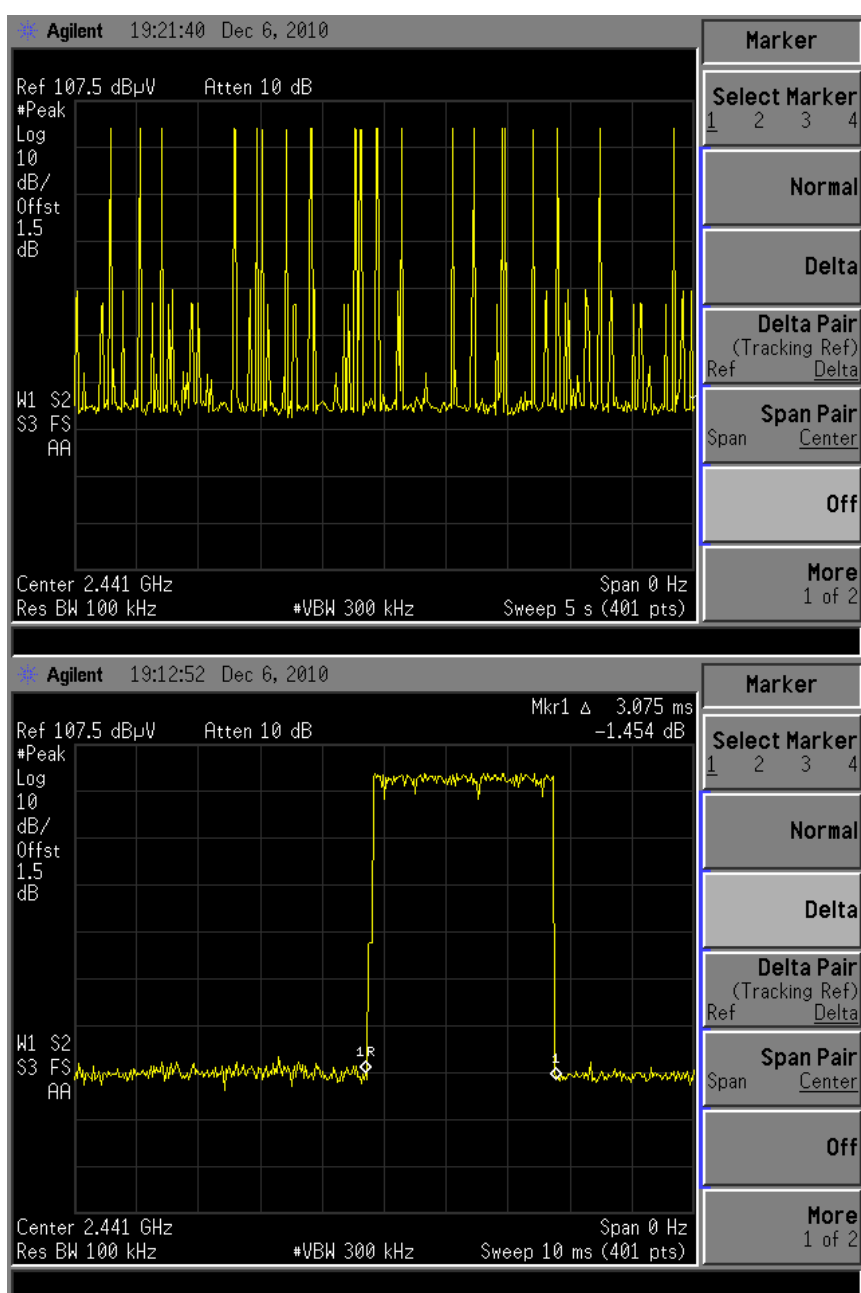 Agilent 19:21:40 Dec 6, 2010
Ref 107.5 dBµV Atten 10 dB
#Peak
Log
10
dB/
Offst
1.5
dB
W1 S2
S3 FS
AA
Center 2.441 GHz Span 0 Hz
Res BW 100 kHz #VBW 300 kHz Sweep 5 s (401 pts)
Marker
Select Marker
1 2 3 4
Normal
Delta
Delta Pair
(Tracking Ref)
Ref Delta
Span Pair
Span Center
Off
More
1 of 2
Agilent 19:12:52 Dec 6, 2010
Mkr1 Δ 3.075 ms
Ref 107.5 dBµV Atten 10 dB -1.454 dB
#Peak
Log
10
dB/
Offst
1.5
dB
1R
1
W1 S2
S3 FS
AA
Center 2.441 GHz Span 0 Hz
Res BW 100 kHz #VBW 300 kHz Sweep 10 ms (401 pts)
Marker
Select Marker
1 2 3 4
Normal
Delta
Delta Pair
(Tracking Ref)
Ref Delta
Span Pair
Span Center
Off
More
1 of 2